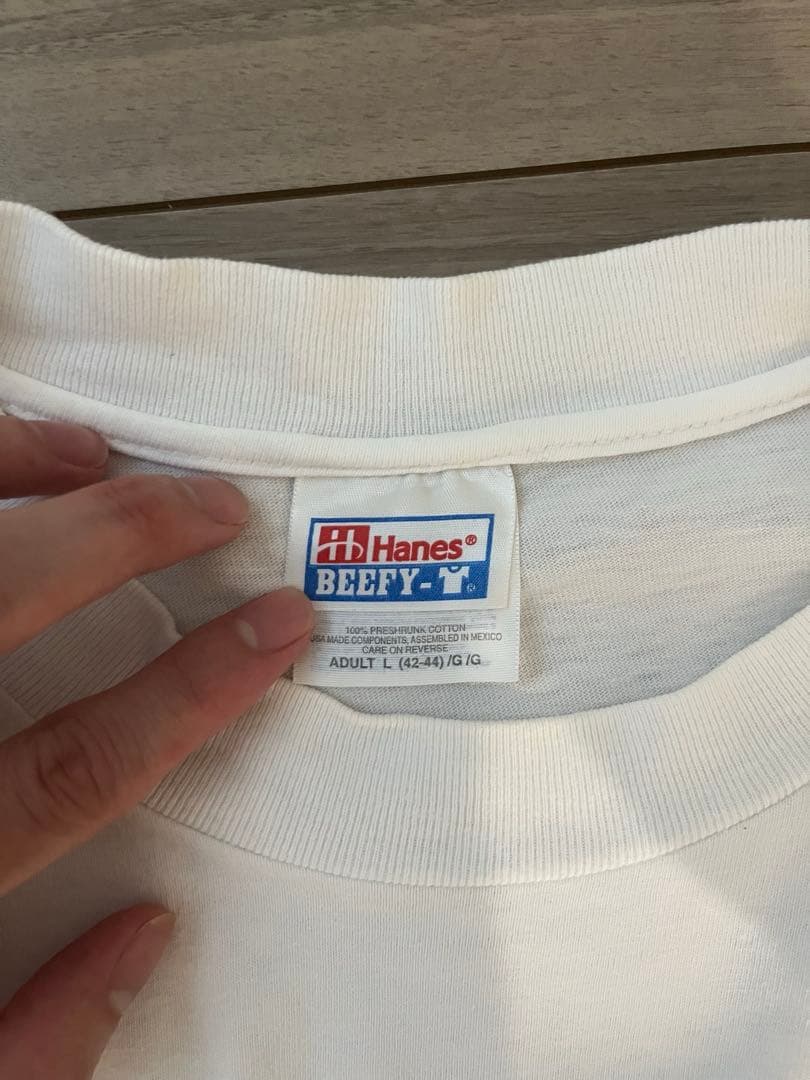 H Hanes®
BEEFY-T®
100% PRESHRUNK COTTON
USA MADE COMPONENTS, ASSEMBLED IN MEXICO
CARE ON REVERSE
ADULT L (42-44) /G /G